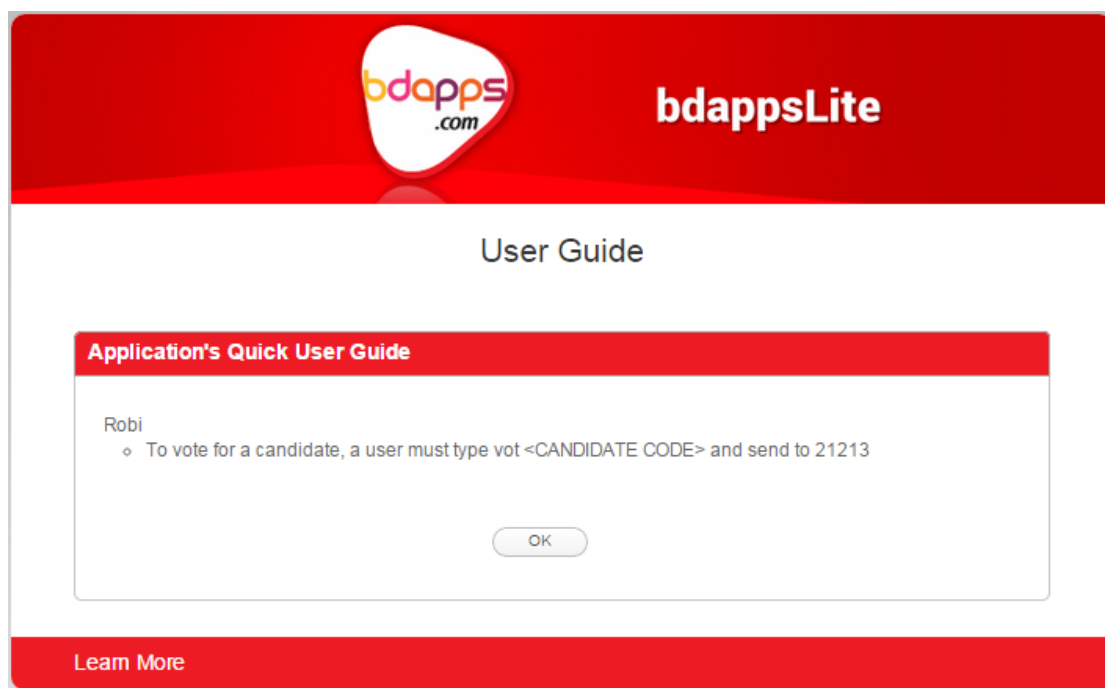 bdapps
.com
bdappsLite
User Guide
Application's Quick User Guide
Robi
To vote for a candidate, a user must type vot <CANDIDATE CODE> and send to 21213
OK
Learn More